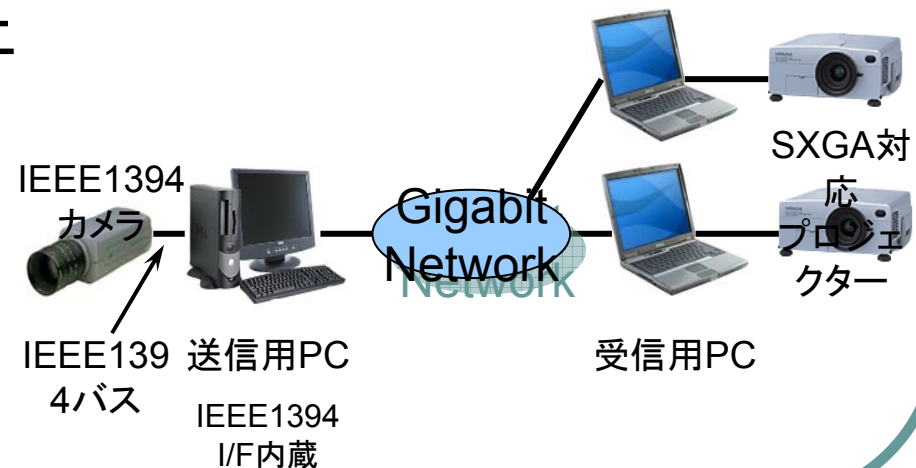 SXGA対
応
プロジェ
クター
IEEE1394
カメラ
Gigabit
Network
IEEE139
4バス
送信用PC
受信用PC
IEEE1394
I/F内蔵